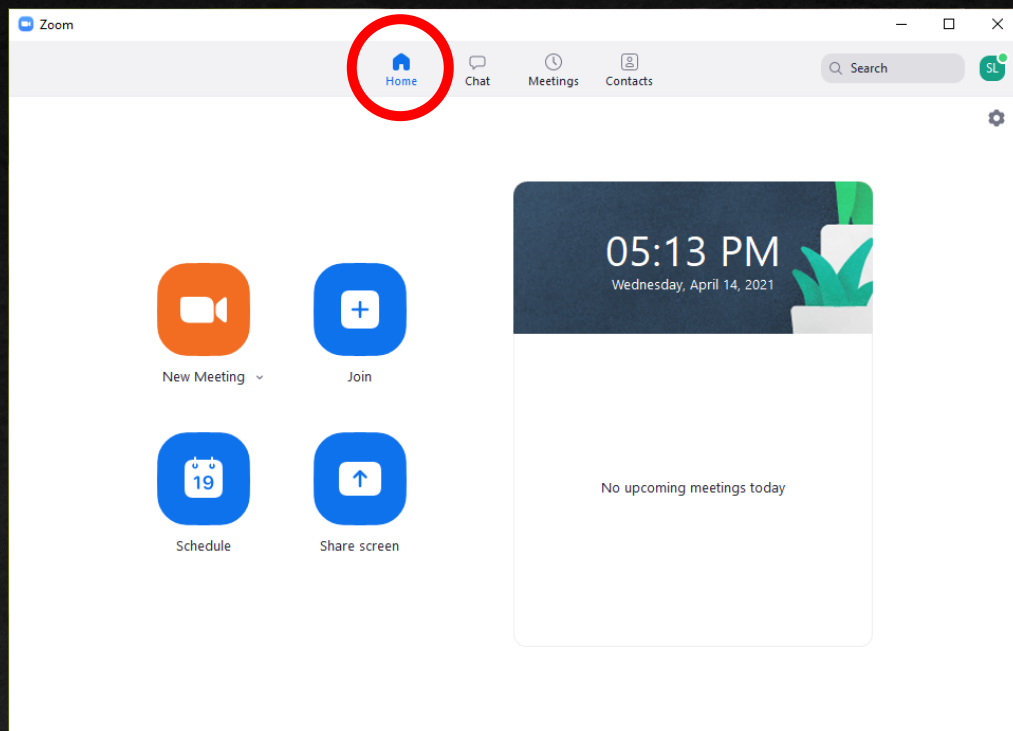 Zoom
Home Chat Meetings Contacts
Search
SL
05:13 PM
Wednesday, April 14, 2021
New Meeting
Join
19
Schedule
Share screen
No upcoming meetings today